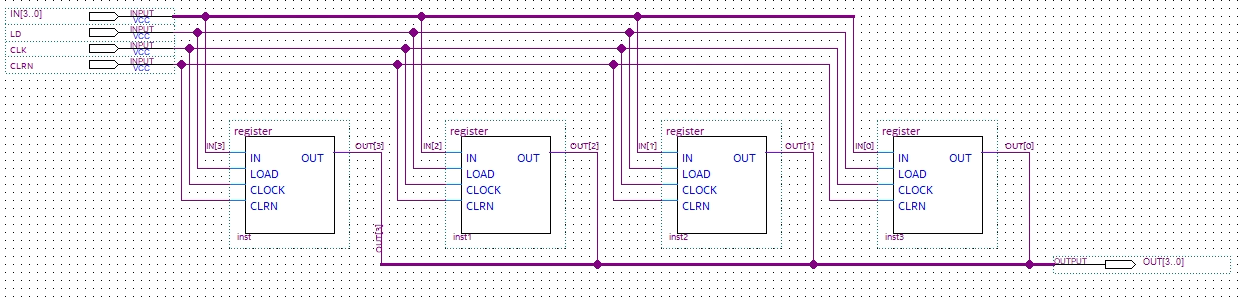 IN[3..0] INPUT VCC
LD INPUT VCC
CLK INPUT VCC
CLRN INPUT VCC
register register register register
IN[3] OUT[3] IN[2] OUT[2] IN[1] OUT[1] IN[0] OUT[0]
IN OUT IN OUT IN OUT IN OUT
LOAD LOAD LOAD LOAD
CLOCK CLOCK CLOCK CLOCK
CLRN CLRN CLRN CLRN
OUT[3]
inst inst1 inst2 inst3
OUTPUT OUT[3..0]